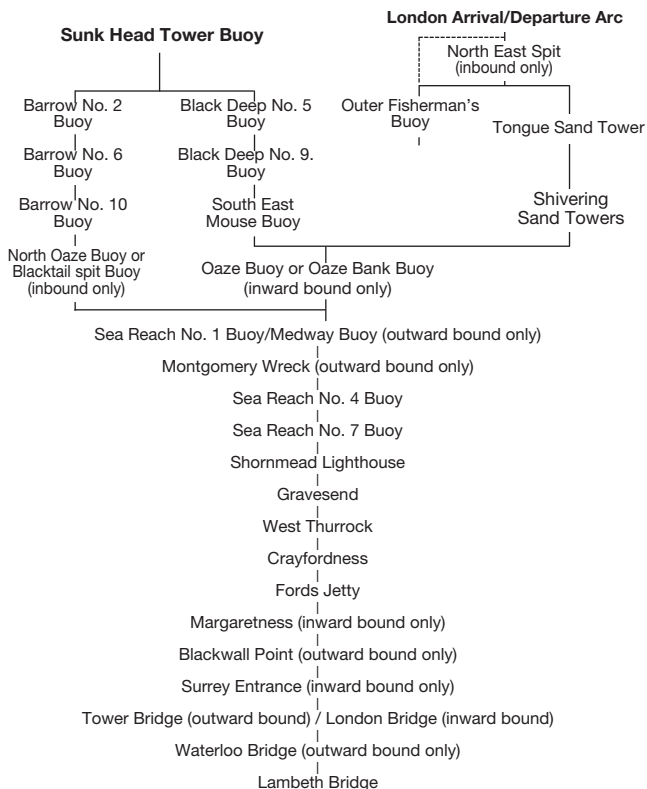 London Arrival/Departure Arc
Sunk Head Tower Buoy
North East Spit
(inbound only)
Barrow No. 2
Buoy
Black Deep No. 5
Buoy
Outer Fisherman's
Buoy
Tongue Sand Tower
Barrow No. 6
Buoy
Black Deep No. 9.
Buoy
Barrow No. 10
Buoy
South East
Mouse Buoy
Shivering
Sand Towers
North Oaze Buoy or
Blacktail spit Buoy
(inbound only)
Oaze Buoy or Oaze Bank Buoy
(inward bound only)
Sea Reach No. 1 Buoy/Medway Buoy (outward bound only)
Montgomery Wreck (outward bound only)
Sea Reach No. 4 Buoy
Sea Reach No. 7 Buoy
Shornmead Lighthouse
Gravesend
West Thurrock
Crayfordness
Fords Jetty
Margaretness (inward bound only)
Blackwall Point (outward bound only)
Surrey Entrance (inward bound only)
Tower Bridge (outward bound) / London Bridge (inward bound)
Waterloo Bridge (outward bound only)
Lambeth Bridge